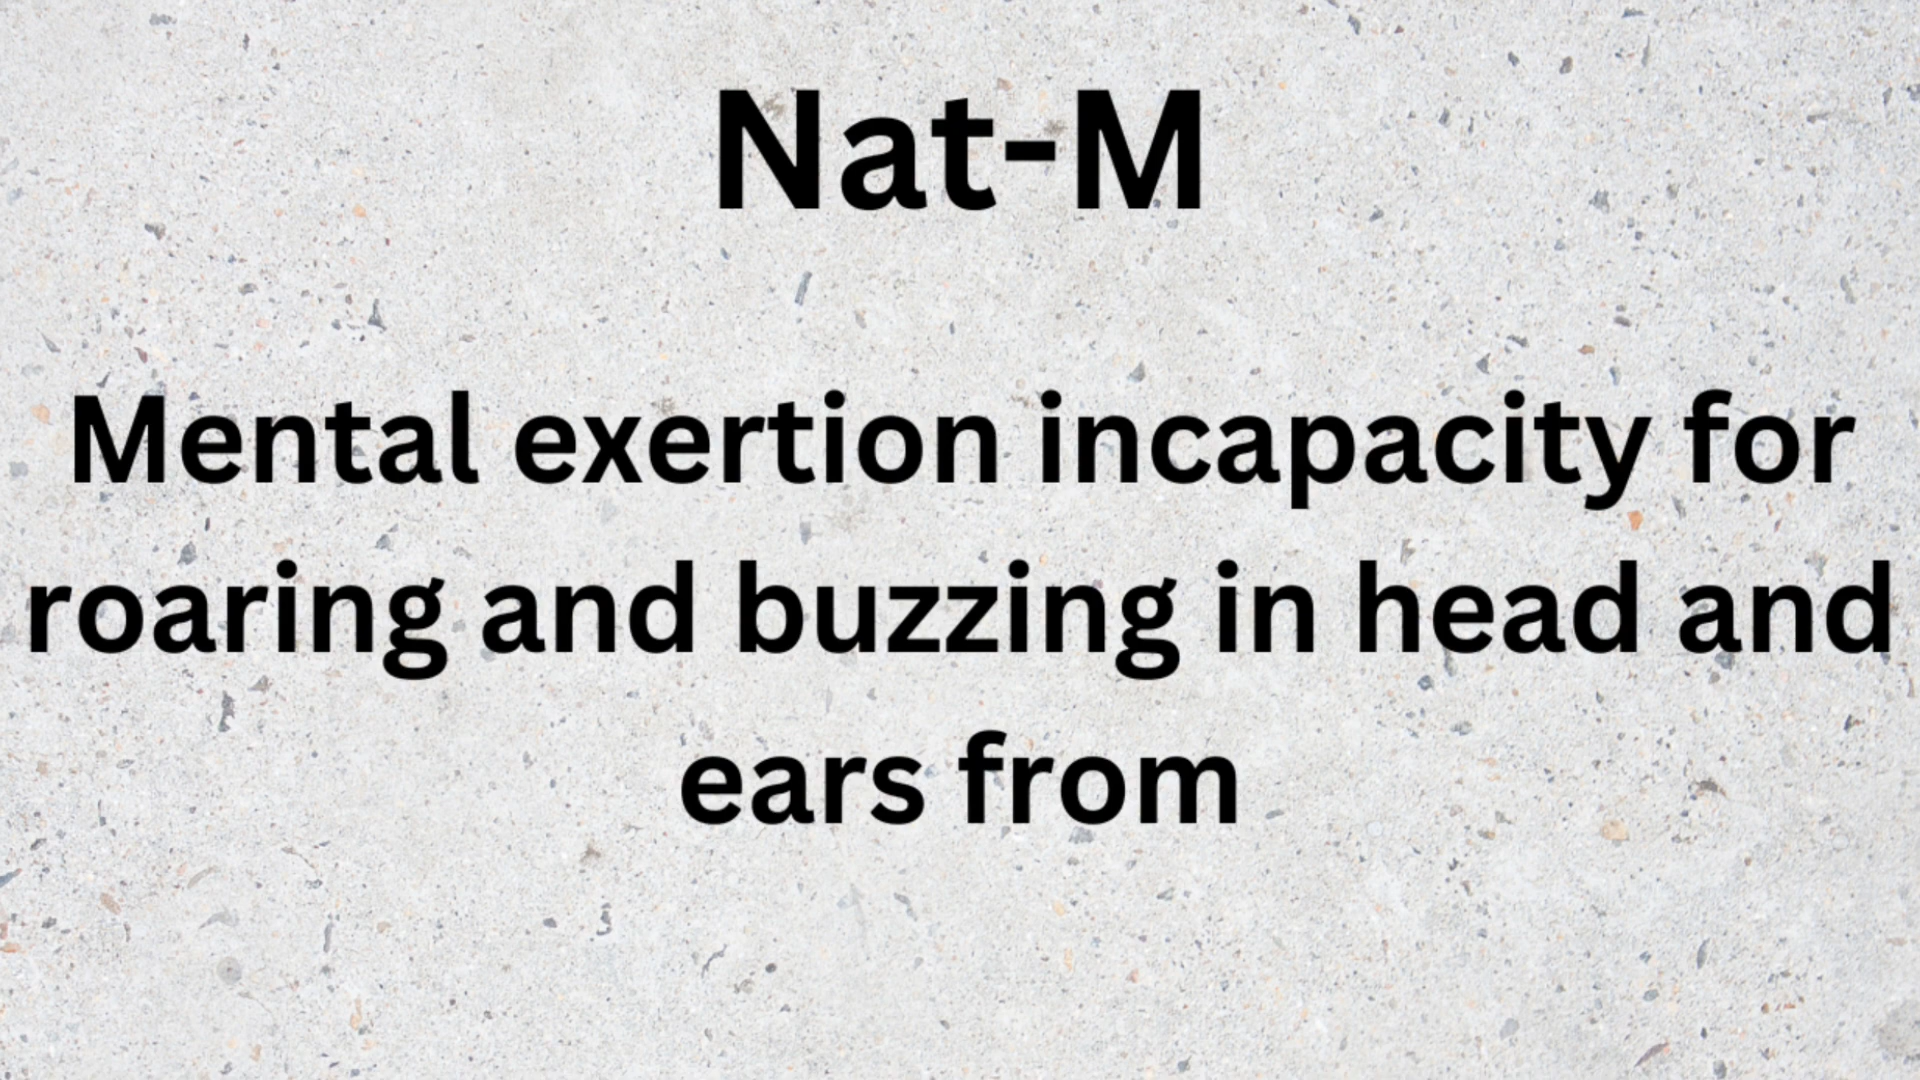 Nat-M
Mental exertion incapacity for
roaring and buzzing in head and
ears from